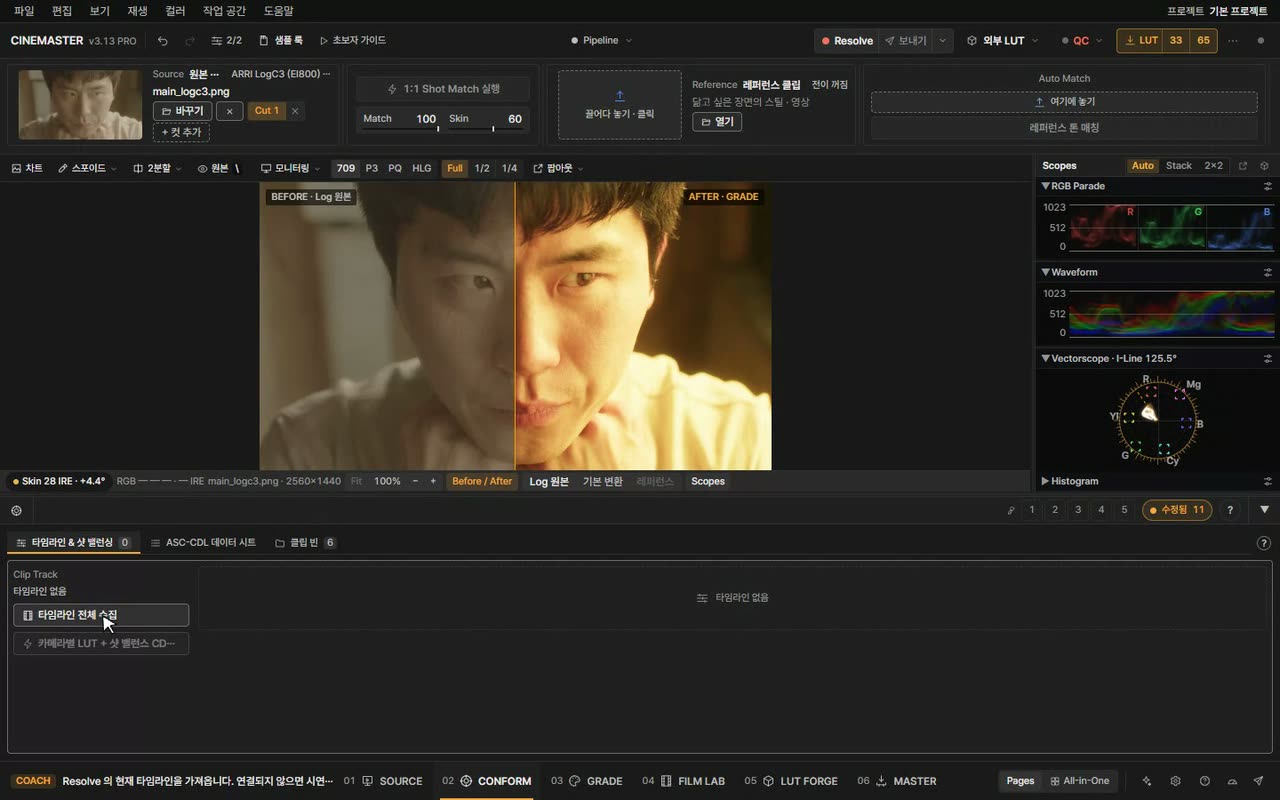 파일 편집 보기 재생 컬러 작업 공간 도움말 프로젝트 기본 프로젝트
CINEMASTER v3.13 PRO 2/2 샘플 룩 초보자 가이드 Pipeline Resolve 보내기 외부 LUT QC LUT 33 65 ···
Source 원본 ··· ARRI LogC3 (EI800) ···
main_logc3.png
바꾸기 × Cut 1 ×
+ 컷 추가
1:1 Shot Match 실행
Match 100 Skin 60
끌어다 놓기 · 클릭
Reference 레퍼런스 클립 전이 꺼짐
닮고 싶은 장면의 스틸 · 영상
열기
Auto Match
여기에 놓기
레퍼런스 톤 매칭
차트 스포이드 2분할 원본 \ 모니터링 709 P3 PQ HLG Full 1/2 1/4 팝아웃
BEFORE · Log 원본 AFTER · GRADE
Scopes Auto Stack 2×2
RGB Parade
1023
512
0
R G B
Waveform
1023
512
0
Vectorscope · I-Line 125.5°
R Mg
Yl B
G Cy
Histogram
Skin 28 IRE · +4.4° RGB — — — · — IRE main_logc3.png · 2560×1440 Fit 100% − + Before / After Log 원본 기본 변환 레퍼런스 Scopes
1 2 3 4 5 수정됨 11 ?
타임라인 & 샷 밸런싱 0 ASC-CDL 데이터 시트 클립 빈 6 ?
Clip Track
타임라인 없음
타임라인 전체 수집
카메라별 LUT + 샷 밸런스 CD···
타임라인 없음
COACH Resolve 의 현재 타임라인을 가져옵니다. 연결되지 않으면 시연··· 01 SOURCE 02 CONFORM 03 GRADE 04 FILM LAB 05 LUT FORGE 06 MASTER Pages All-in-One